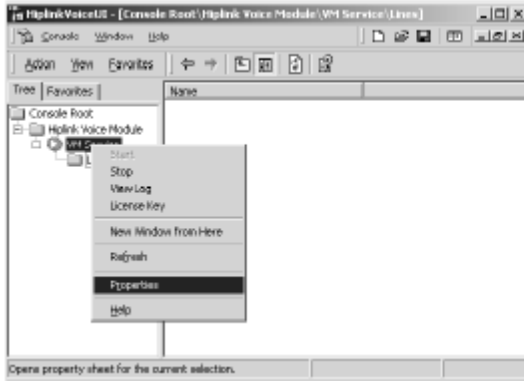 HiplinkVoiceUI - [Console Root\Hiplink Voice Module\VM Service\Lines]
Console Window Help
Action View Favorites
Tree Favorites Name
Console Root
Hiplink Voice Module
VM Service
L
Start
Stop
View Log
License Key
New Window from Here
Refresh
Properties
Help
Opens property sheet for the current selection.